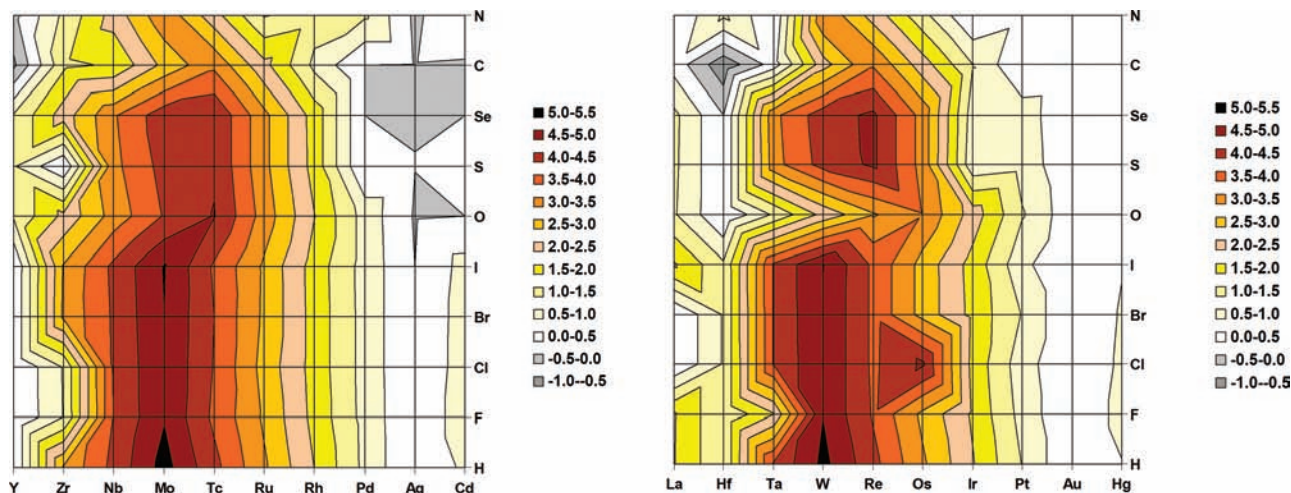 N
C
Se
S
O
I
Br
Cl
F
H
Y Zr Nb Mo Tc Ru Rh Pd Ag Cd
5.0-5.5
4.5-5.0
4.0-4.5
3.5-4.0
3.0-3.5
2.5-3.0
2.0-2.5
1.5-2.0
1.0-1.5
0.5-1.0
0.0-0.5
-0.5-0.0
-1.0--0.5
N
C
Se
S
O
I
Br
Cl
F
H
La Hf Ta W Re Os Ir Pt Au Hg
5.0-5.5
4.5-5.0
4.0-4.5
3.5-4.0
3.0-3.5
2.5-3.0
2.0-2.5
1.5-2.0
1.0-1.5
0.5-1.0
0.0-0.5
-0.5-0.0
-1.0--0.5